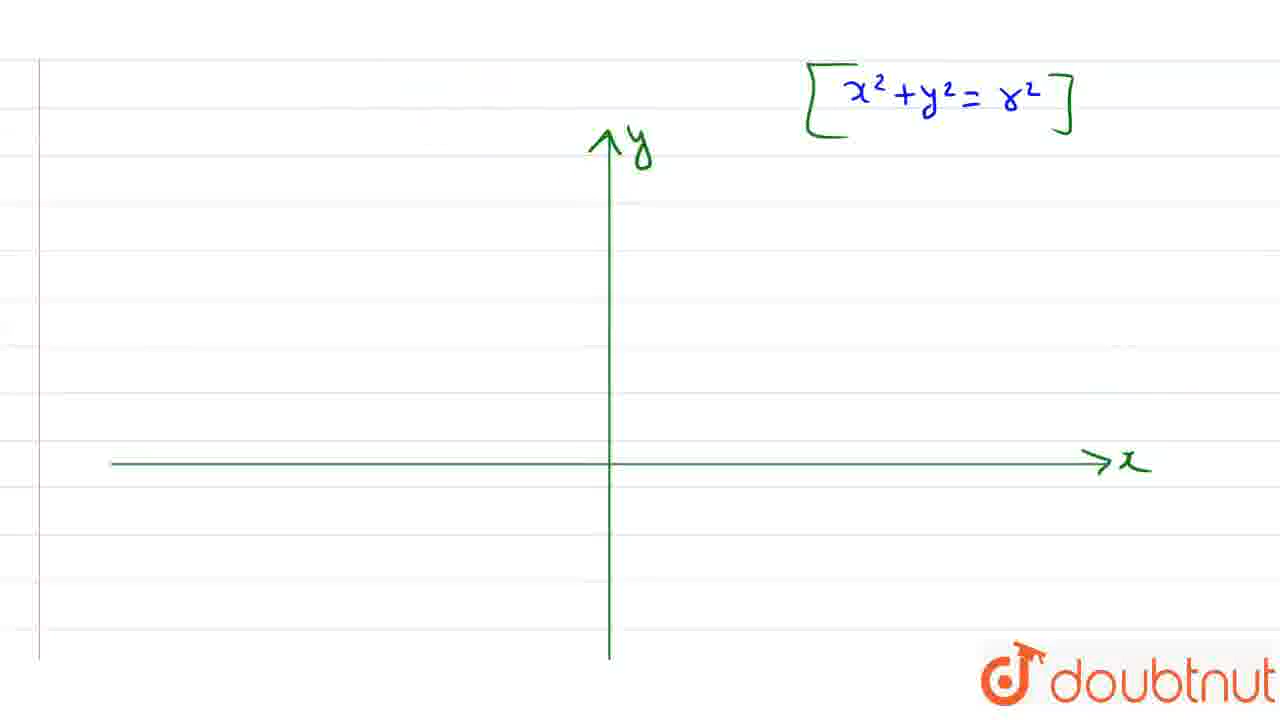 [x² + y² = r²]
y
x
doubtnut